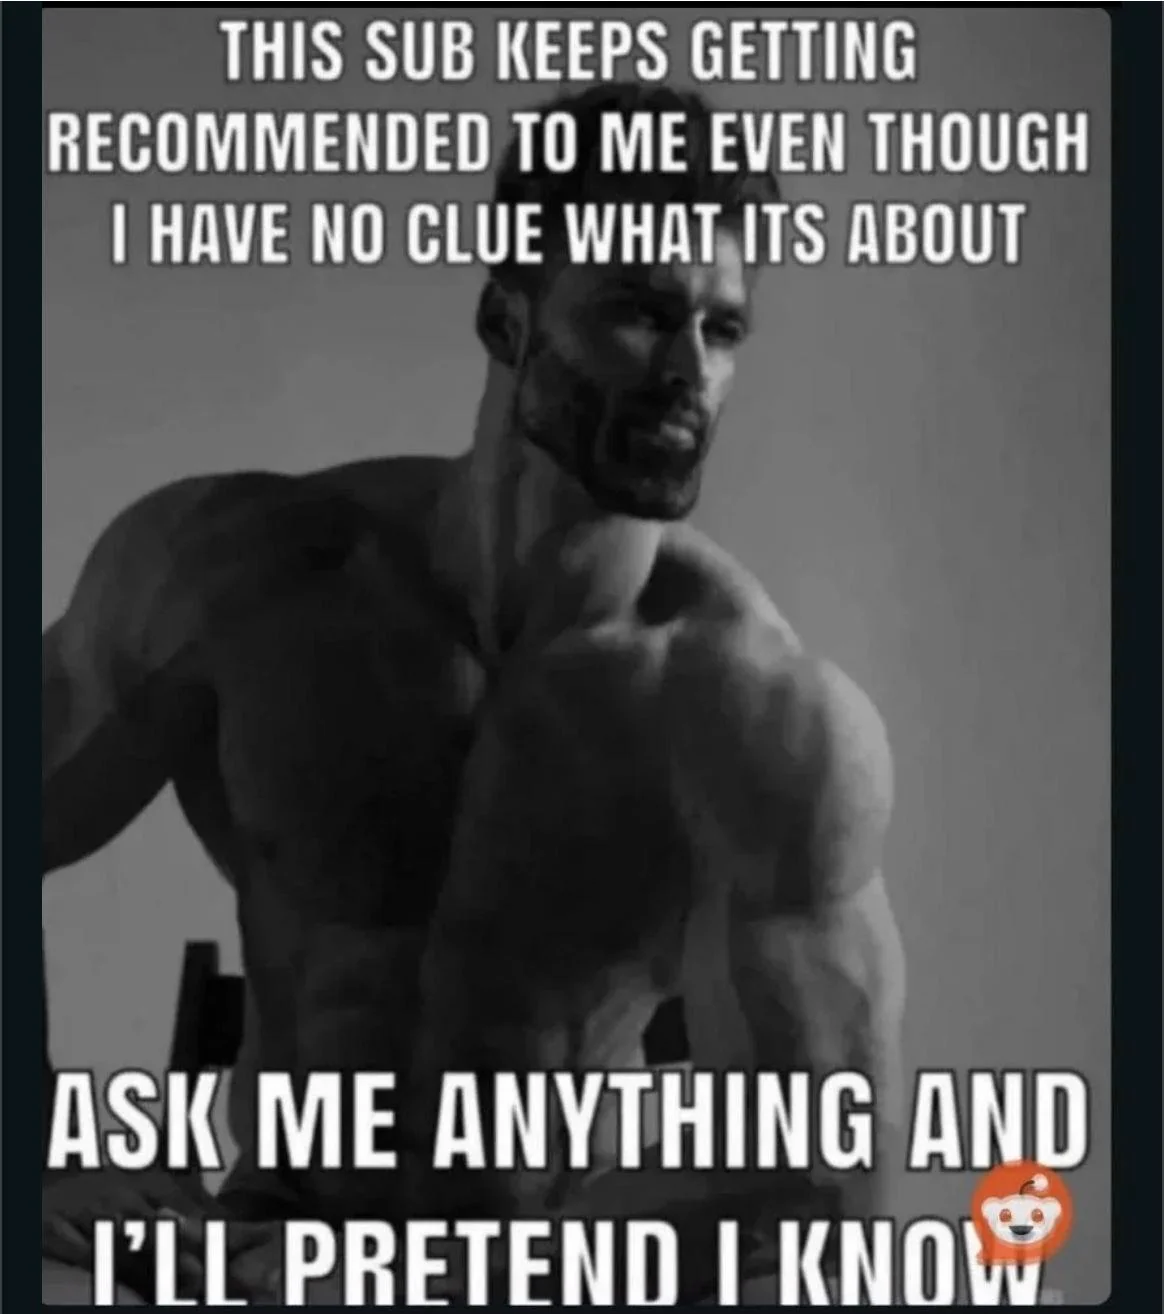 THIS SUB KEEPS GETTING
RECOMMENDED TO ME EVEN THOUGH
I HAVE NO CLUE WHAT ITS ABOUT
ASK ME ANYTHING AND
I'LL PRETEND I KNOW